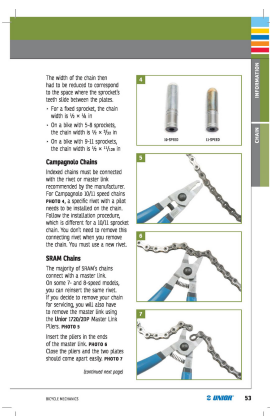 The width of the chain then
had to be reduced to correspond
to the space where the sprocket's
teeth slide between the plates.
• For a fixed sprocket, the chain
width is ½ × ⅛ in
• On a bike with 5-8 sprockets,
the chain width is ½ × 3/32 in
• On a bike with 9-11 sprockets,
the chain width is ½ × 11/128 in
Campagnolo Chains
Indexed chains must be connected
with the rivet or master link
recommended by the manufacturer.
For Campagnolo 10/11 speed chains
PHOTO 4, a specific rivet with a pilot
needs to be installed on the chain.
Follow the installation procedure,
which is different for a 10/11 sprocket
chain. You don't need to remove this
connecting rivet when you remove
the chain. You must use a new rivet.
SRAM Chains
The majority of SRAM's chains
connect with a master link.
On some 7- and 8-speed models,
you can reinsert the same rivet.
If you decide to remove your chain
for servicing, you will also have
to remove the master link using
the Unior 1720/2DP Master Link
Pliers. PHOTO 5
Insert the pliers in the ends
of the master link. PHOTO 6
Close the pliers and the two plates
should come apart easily. PHOTO 7
(continued next page)
4
10-SPEED
11-SPEED
5
6
7
INFORMATION
CHAIN
BICYCLE MECHANICS
UNIOR
53